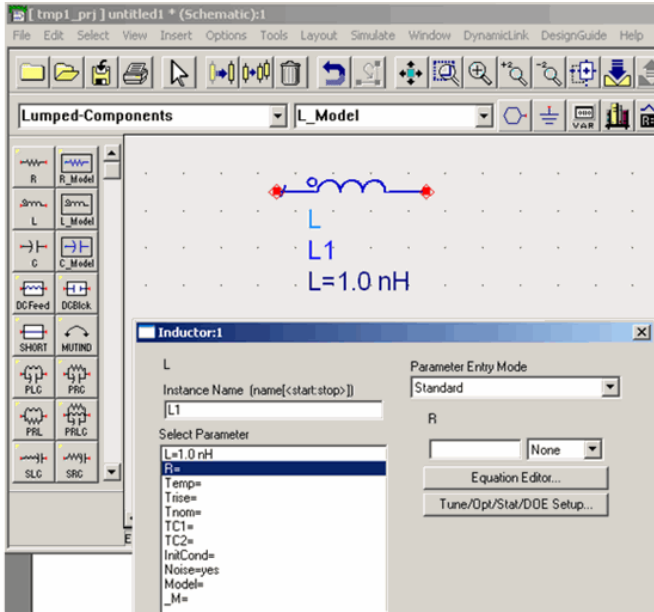 [ tmp1_prj ] untitled1 * (Schematic):1
File Edit Select View Insert Options Tools Layout Simulate Window DynamicLink DesignGuide Help
+2 -2
Lumped-Components L_Model
VAR
R R_Model
L L_Model
C C_Model
DCFeed DCBlck
SHORT MUTIND
PLC PRC
PRL PRLC
SLC SRC
L
L1
L=1.0 nH
Inductor:1
L
Instance Name (name[<start:stop>])
L1
Select Parameter
L=1.0 nH
R=
Temp=
Trise=
Tnom=
TC1=
TC2=
InitCond=
Noise=yes
Model=
_M=
Parameter Entry Mode
Standard
R
None
Equation Editor...
Tune/Opt/Stat/DOE Setup...